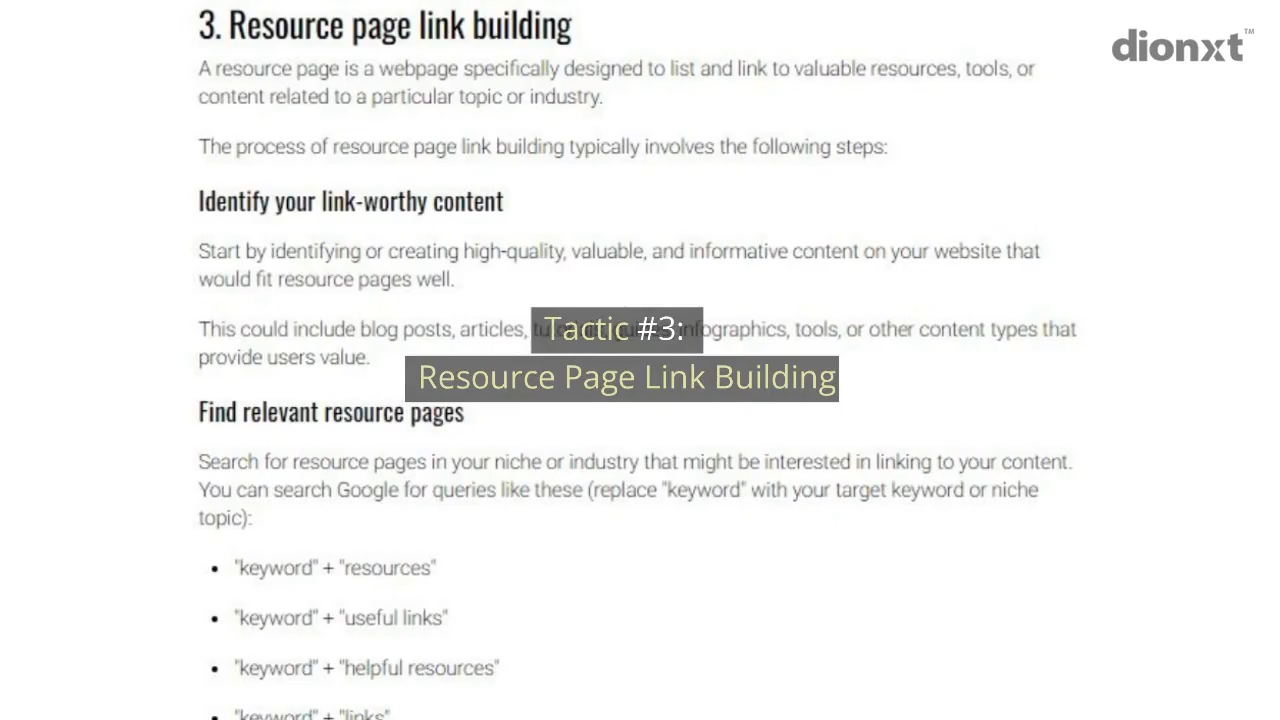 3. Resource page link building
dionxt™
A resource page is a webpage specifically designed to list and link to valuable resources, tools, or
content related to a particular topic or industry.
The process of resource page link building typically involves the following steps:
Identify your link-worthy content
Start by identifying or creating high-quality, valuable, and informative content on your website that
would fit resource pages well.
This could include blog posts, articles, infographics, tools, or other content types that
provide users value.
Tactic #3:
Resource Page Link Building
Find relevant resource pages
Search for resource pages in your niche or industry that might be interested in linking to your content.
You can search Google for queries like these (replace "keyword" with your target keyword or niche
topic):
• "keyword" + "resources"
• "keyword" + "useful links"
• "keyword" + "helpful resources"
• "keyword" + "links"